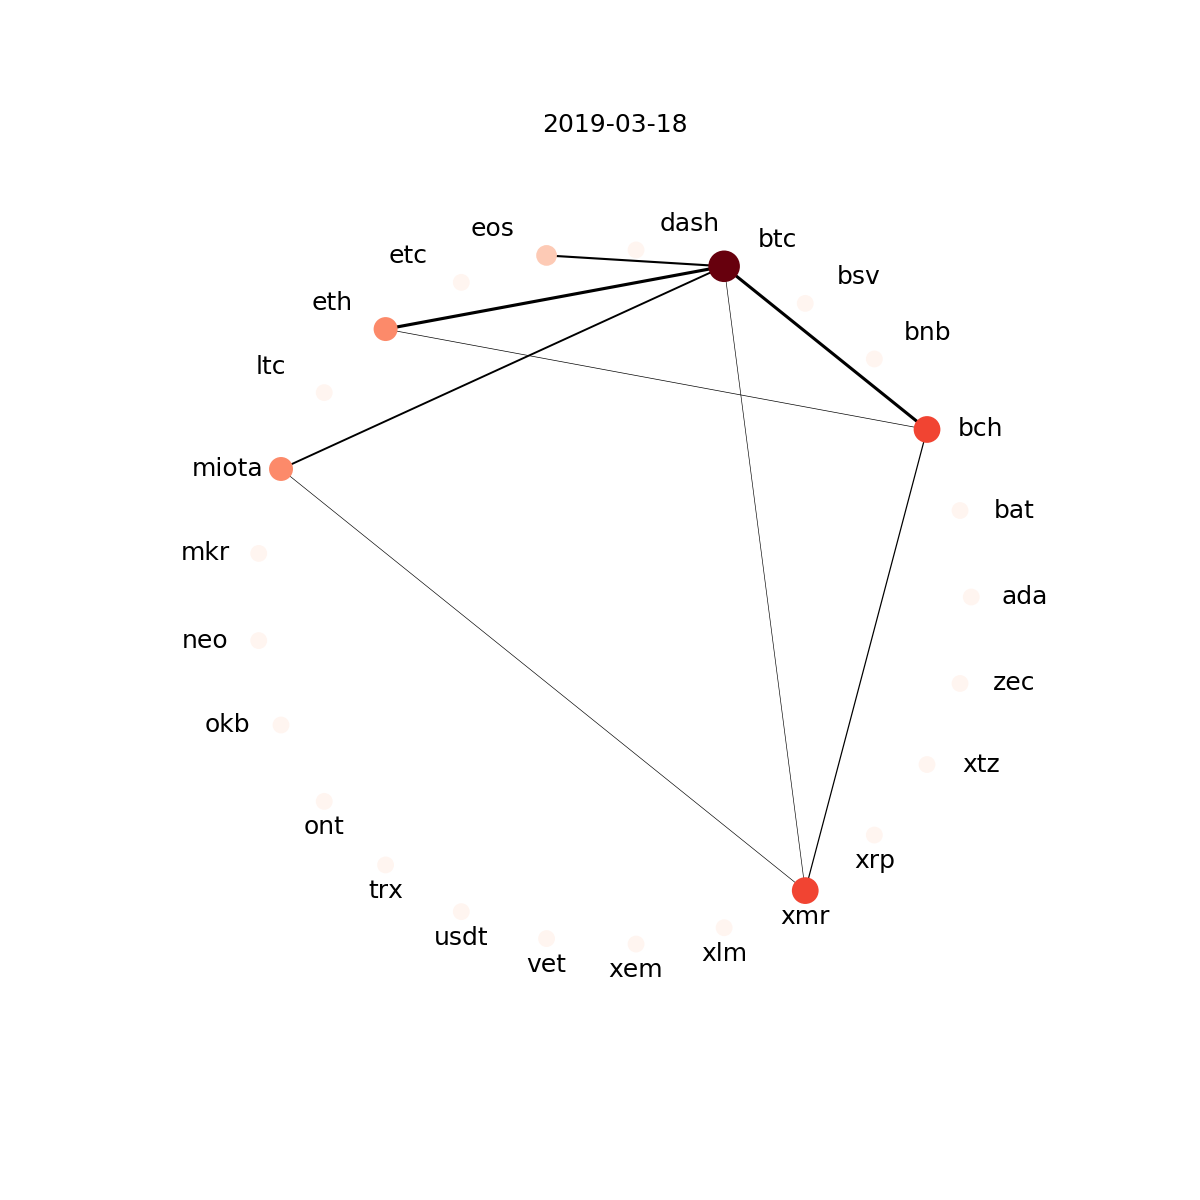 2019-03-18
dash
eos
btc
etc
bsv
eth
bnb
ltc
bch
miota
bat
mkr
ada
neo
zec
okb
xtz
ont
xrp
trx
xmr
usdt
xlm
vet
xem